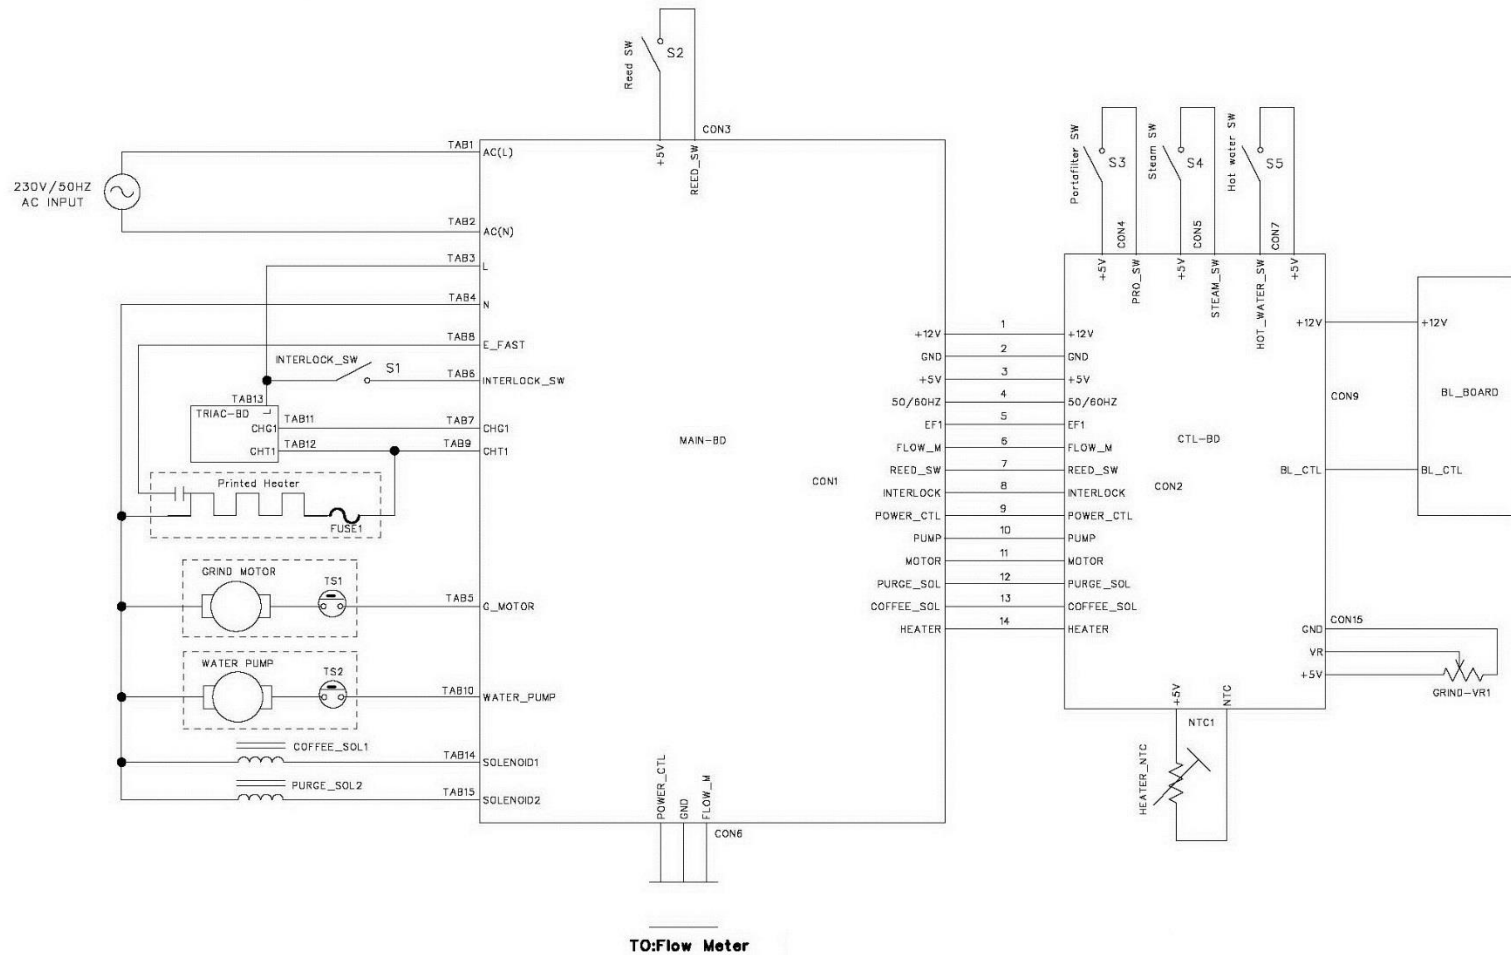 Reed SW
S2
CON3
+5V
REED_SW
230V/50HZ
AC INPUT
TAB1
AC(L)
TAB2
AC(N)
TAB3
L
TAB4
N
TAB8
E_FAST
INTERLOCK_SW
S1
TAB6
INTERLOCK_SW
TAB13
TRIAC-BD
L
CHG1
TAB11
TAB7
CHG1
CHT1
TAB12
TAB9
CHT1
Printed Heater
FUSE1
GRIND MOTOR
TS1
TAB5
G_MOTOR
WATER PUMP
TS2
TAB10
WATER_PUMP
COFFEE_SOL1
TAB14
SOLENOID1
PURGE_SOL2
TAB15
SOLENOID2
MAIN-BD
CON1
POWER_CTL
GND
FLOW_M
CON6
TO:Flow Meter
+12V
1
+12V
GND
2
GND
+5V
3
+5V
50/60HZ
4
50/60HZ
EF1
5
EF1
FLOW_M
6
FLOW_M
REED_SW
7
REED_SW
INTERLOCK
8
INTERLOCK
POWER_CTL
9
POWER_CTL
PUMP
10
PUMP
MOTOR
11
MOTOR
PURGE_SOL
12
PURGE_SOL
COFFEE_SOL
13
COFFEE_SOL
HEATER
14
HEATER
Portafilter SW
S3
CON4
+5V
PRO_SW
Steam SW
S4
CON5
+5V
STEAM_SW
Hot water SW
S5
CON7
HOT_WATER_SW
+5V
CTL-BD
CON2
+12V
+12V
CON9
BL_BOARD
BL_CTL
BL_CTL
CON15
GND
VR
+5V
GRIND-VR1
+5V
NTC
NTC1
HEATER_NTC